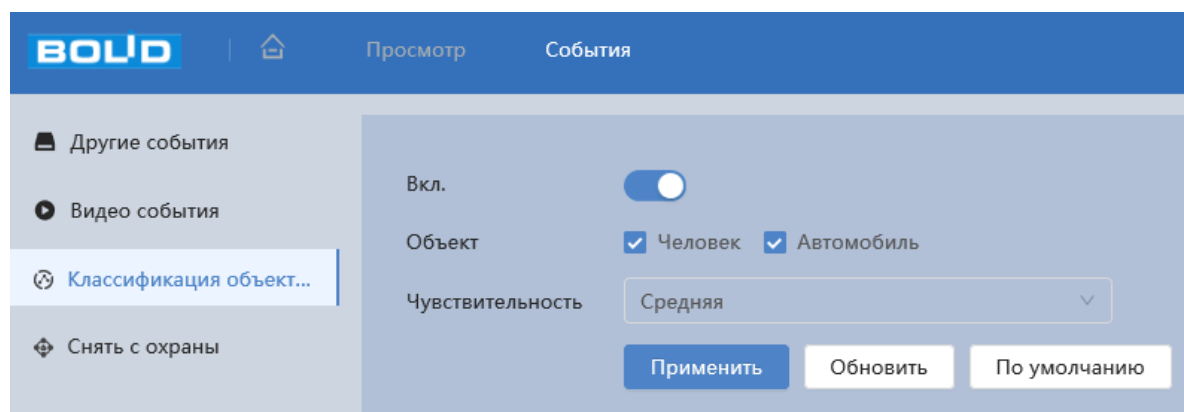 BOLID
Просмотр
События
Другие события
Видео события
Классификация объект...
Снять с охраны
Вкл.
Объект
Человек
Автомобиль
Чувствительность
Средняя
Применить
Обновить
По умолчанию